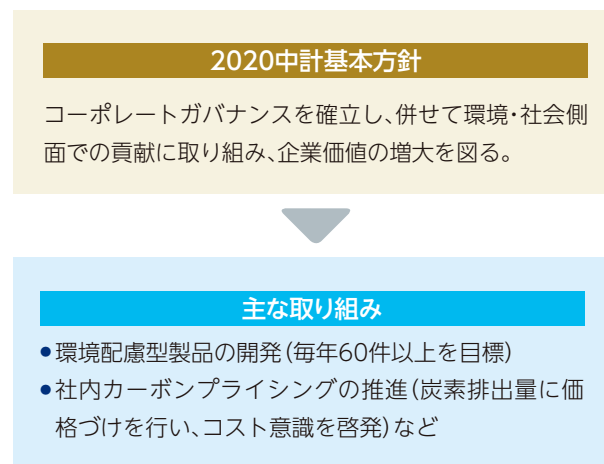 2020中計基本方針
コーポレートガバナンスを確立し、併せて環境・社会側
面での貢献に取り組み、企業価値の増大を図る。
主な取り組み
●環境配慮型製品の開発（毎年60件以上を目標）
●社内カーボンプライシングの推進（炭素排出量に価
格づけを行い、コスト意識を啓発）など